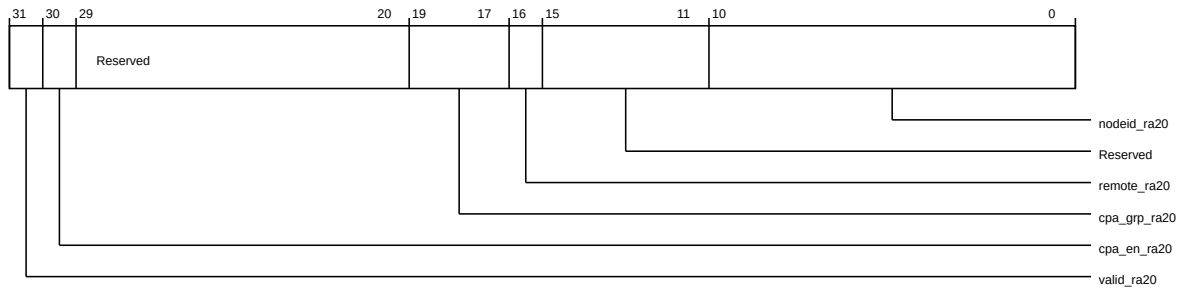 31 30 29 20 19 17 16 15 11 10 0
Reserved
nodeid_ra20
Reserved
remote_ra20
cpa_grp_ra20
cpa_en_ra20
valid_ra20